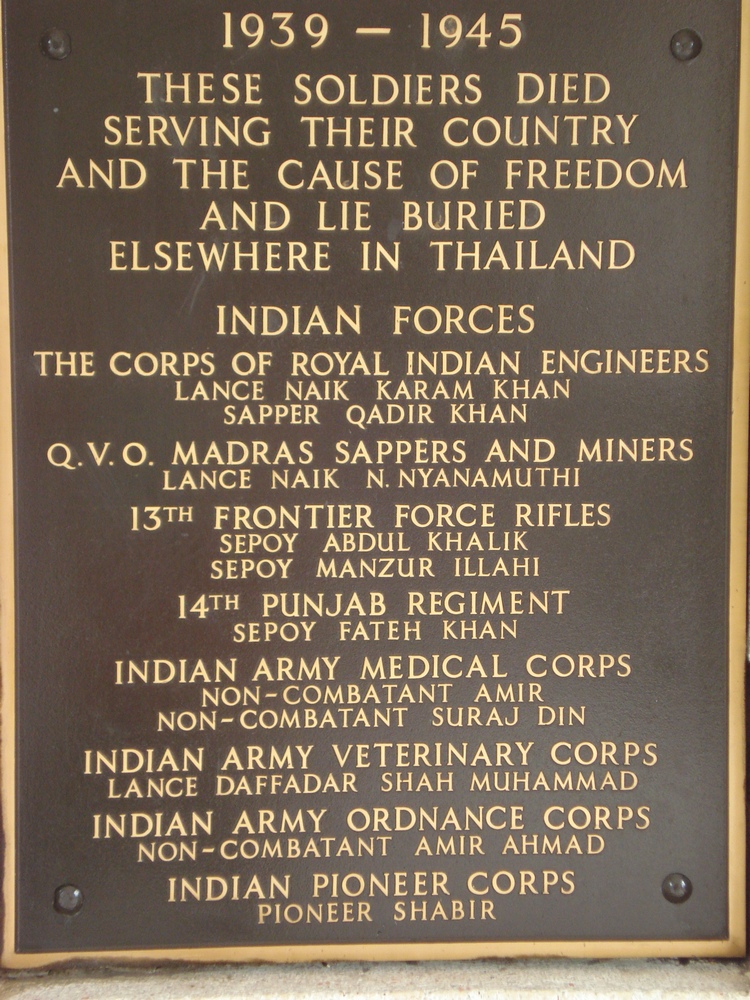 1939 – 1945
THESE SOLDIERS DIED
SERVING THEIR COUNTRY
AND THE CAUSE OF FREEDOM
AND LIE BURIED
ELSEWHERE IN THAILAND
INDIAN FORCES
THE CORPS OF ROYAL INDIAN ENGINEERS
LANCE NAIK KARAM KHAN
SAPPER QADIR KHAN
Q.V.O. MADRAS SAPPERS AND MINERS
LANCE NAIK N. NYANAMUTHI
13TH FRONTIER FORCE RIFLES
SEPOY ABDUL KHALIK
SEPOY MANZUR ILLAHI
14TH PUNJAB REGIMENT
SEPOY FATEH KHAN
INDIAN ARMY MEDICAL CORPS
NON-COMBATANT AMIR
NON-COMBATANT SURAJ DIN
INDIAN ARMY VETERINARY CORPS
LANCE DAFFADAR SHAH MUHAMMAD
INDIAN ARMY ORDNANCE CORPS
NON-COMBATANT AMIR AHMAD
INDIAN PIONEER CORPS
PIONEER SHABIR